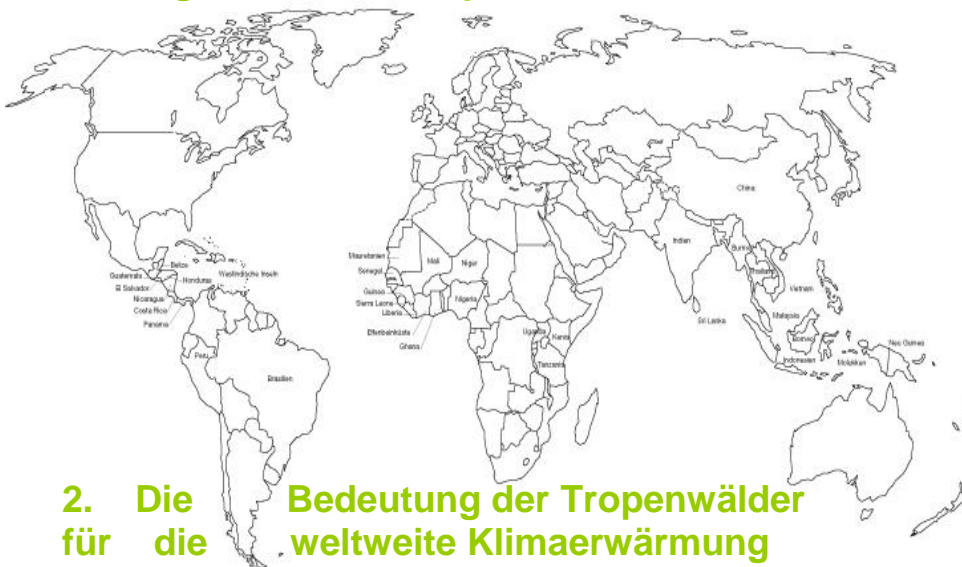 China
Indien
Burma
Thailand
Vietnam
Mauretanien
Mali
Niger
Senegal
Belize
Guatemala
Honduras
Westindische Inseln
El Salvador
Nicaragua
Costa Rica
Panama
Guinea
Sierra Leone
Liberia
Nigeria
Elfenbeinküste
Ghana
Uganda
Kenia
Tanzania
Sri Lanka
Malaysia
Borneo
Neu Guinea
Indonesien
Molukken
Peru
Brasilien
2. Die Bedeutung der Tropenwälder
für die weltweite Klimaerwärmung